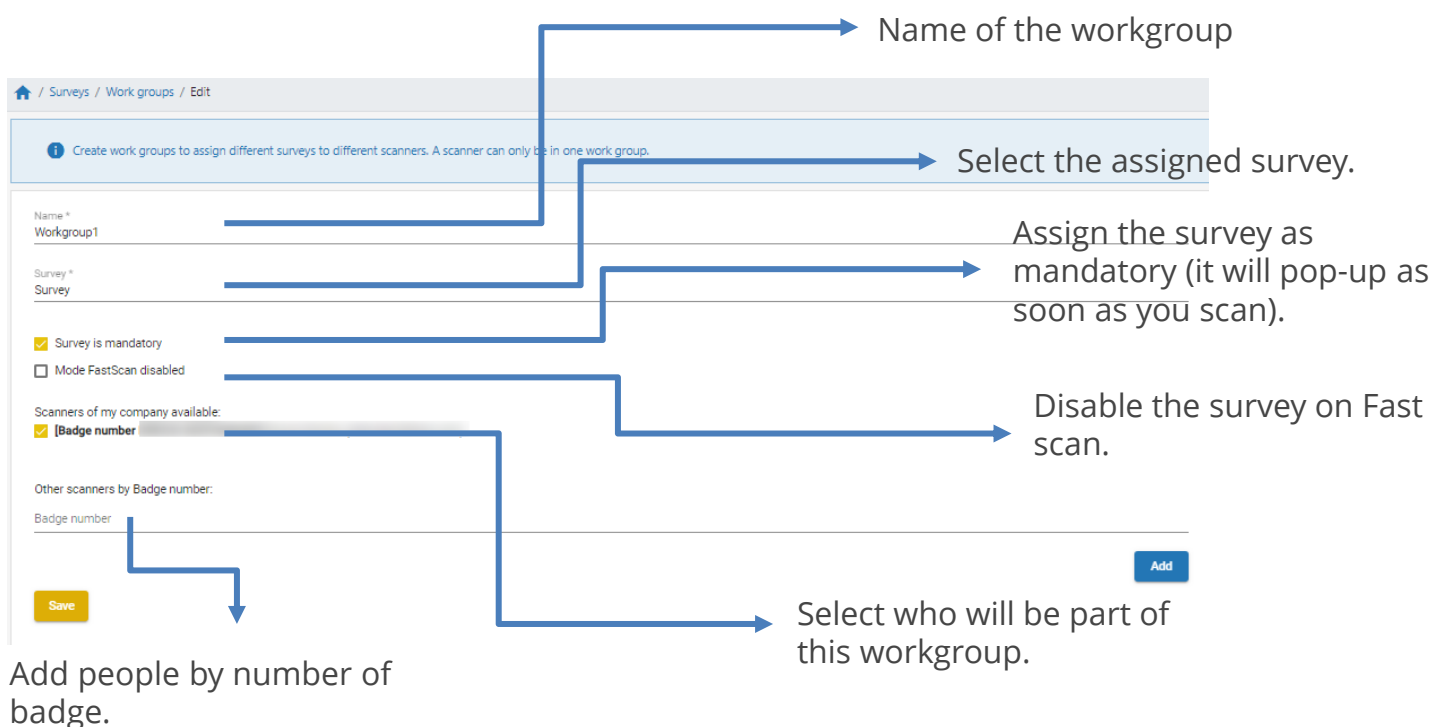 Name of the workgroup
/ Surveys / Work groups / Edit
Create work groups to assign different surveys to different scanners. A scanner can only be in one work group.
Select the assigned survey.
Name *
Workgroup1
Assign the survey as
mandatory (it will pop-up as
soon as you scan).
Survey *
Survey
Survey is mandatory
Mode FastScan disabled
Disable the survey on Fast
scan.
Scanners of my company available:
[Badge number
Other scanners by Badge number:
Badge number
Add
Save
Select who will be part of
this workgroup.
Add people by number of
badge.